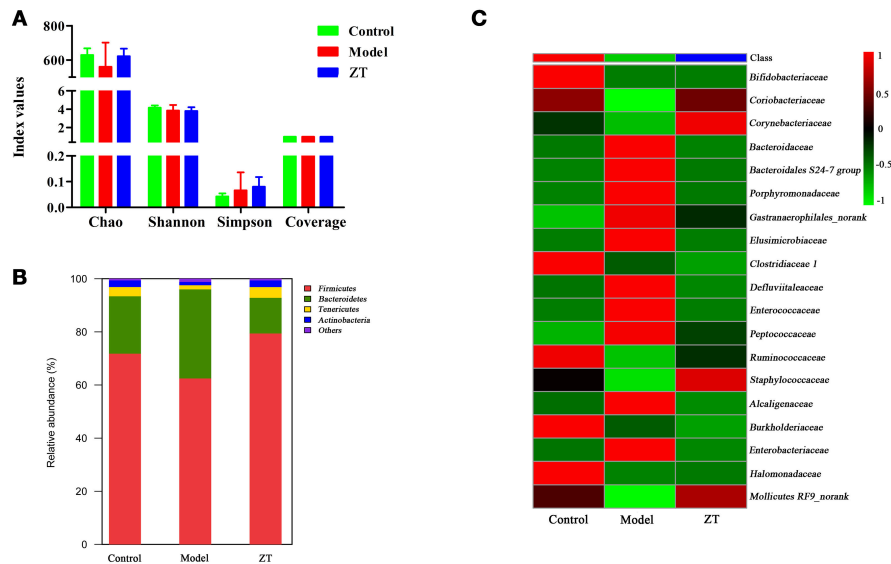 A
Index values
800
600
6
4
2
0.2
0.1
0.0
Control
Model
ZT
Chao
Shannon
Simpson
Coverage
B
Relative abundance (%)
100
80
60
40
20
0
Control
Model
ZT
Firmicutes
Bacteroidetes
Tenericutes
Actinobacteria
Others
C
Class
Bifidobacteriaceae
Coriobacteriaceae
Corynebacteriaceae
Bacteroidaceae
Bacteroidales S24-7 group
Porphyromonadaceae
Gastranaerophilales_norank
Elusimicrobiaceae
Clostridiaceae 1
Defluviitaleaceae
Enterococcaceae
Peptococcaceae
Ruminococcaceae
Staphylococcaceae
Alcaligenaceae
Burkholderiaceae
Enterobacteriaceae
Halomonadaceae
Mollicutes RF9_norank
Control
Model
ZT
1
0.5
0
-0.5
-1